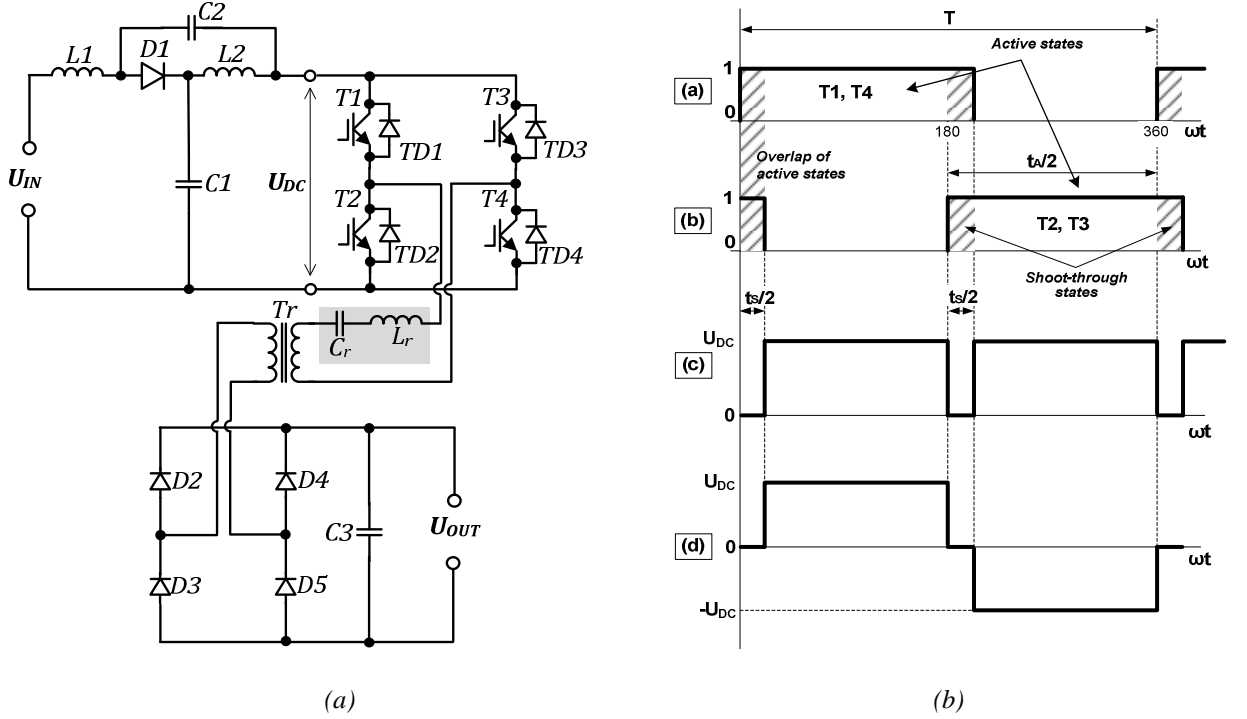 C2
L1 D1 L2
T1 T3
TD1 TD3
U_IN U_DC C1
T2 T4
TD2 TD4
Tr
C_r L_r
D2 D4
C3 U_OUT
D3 D5
(a)
T
Active states
1
(a) T1, T4
0
180 360 ωt
Overlap of
active states
t_A/2
1
(b) T2, T3
0
ωt
Shoot-through
states
t_S/2 t_S/2
U_DC
(c)
0
ωt
U_DC
(d) 0
ωt
-U_DC
(b)